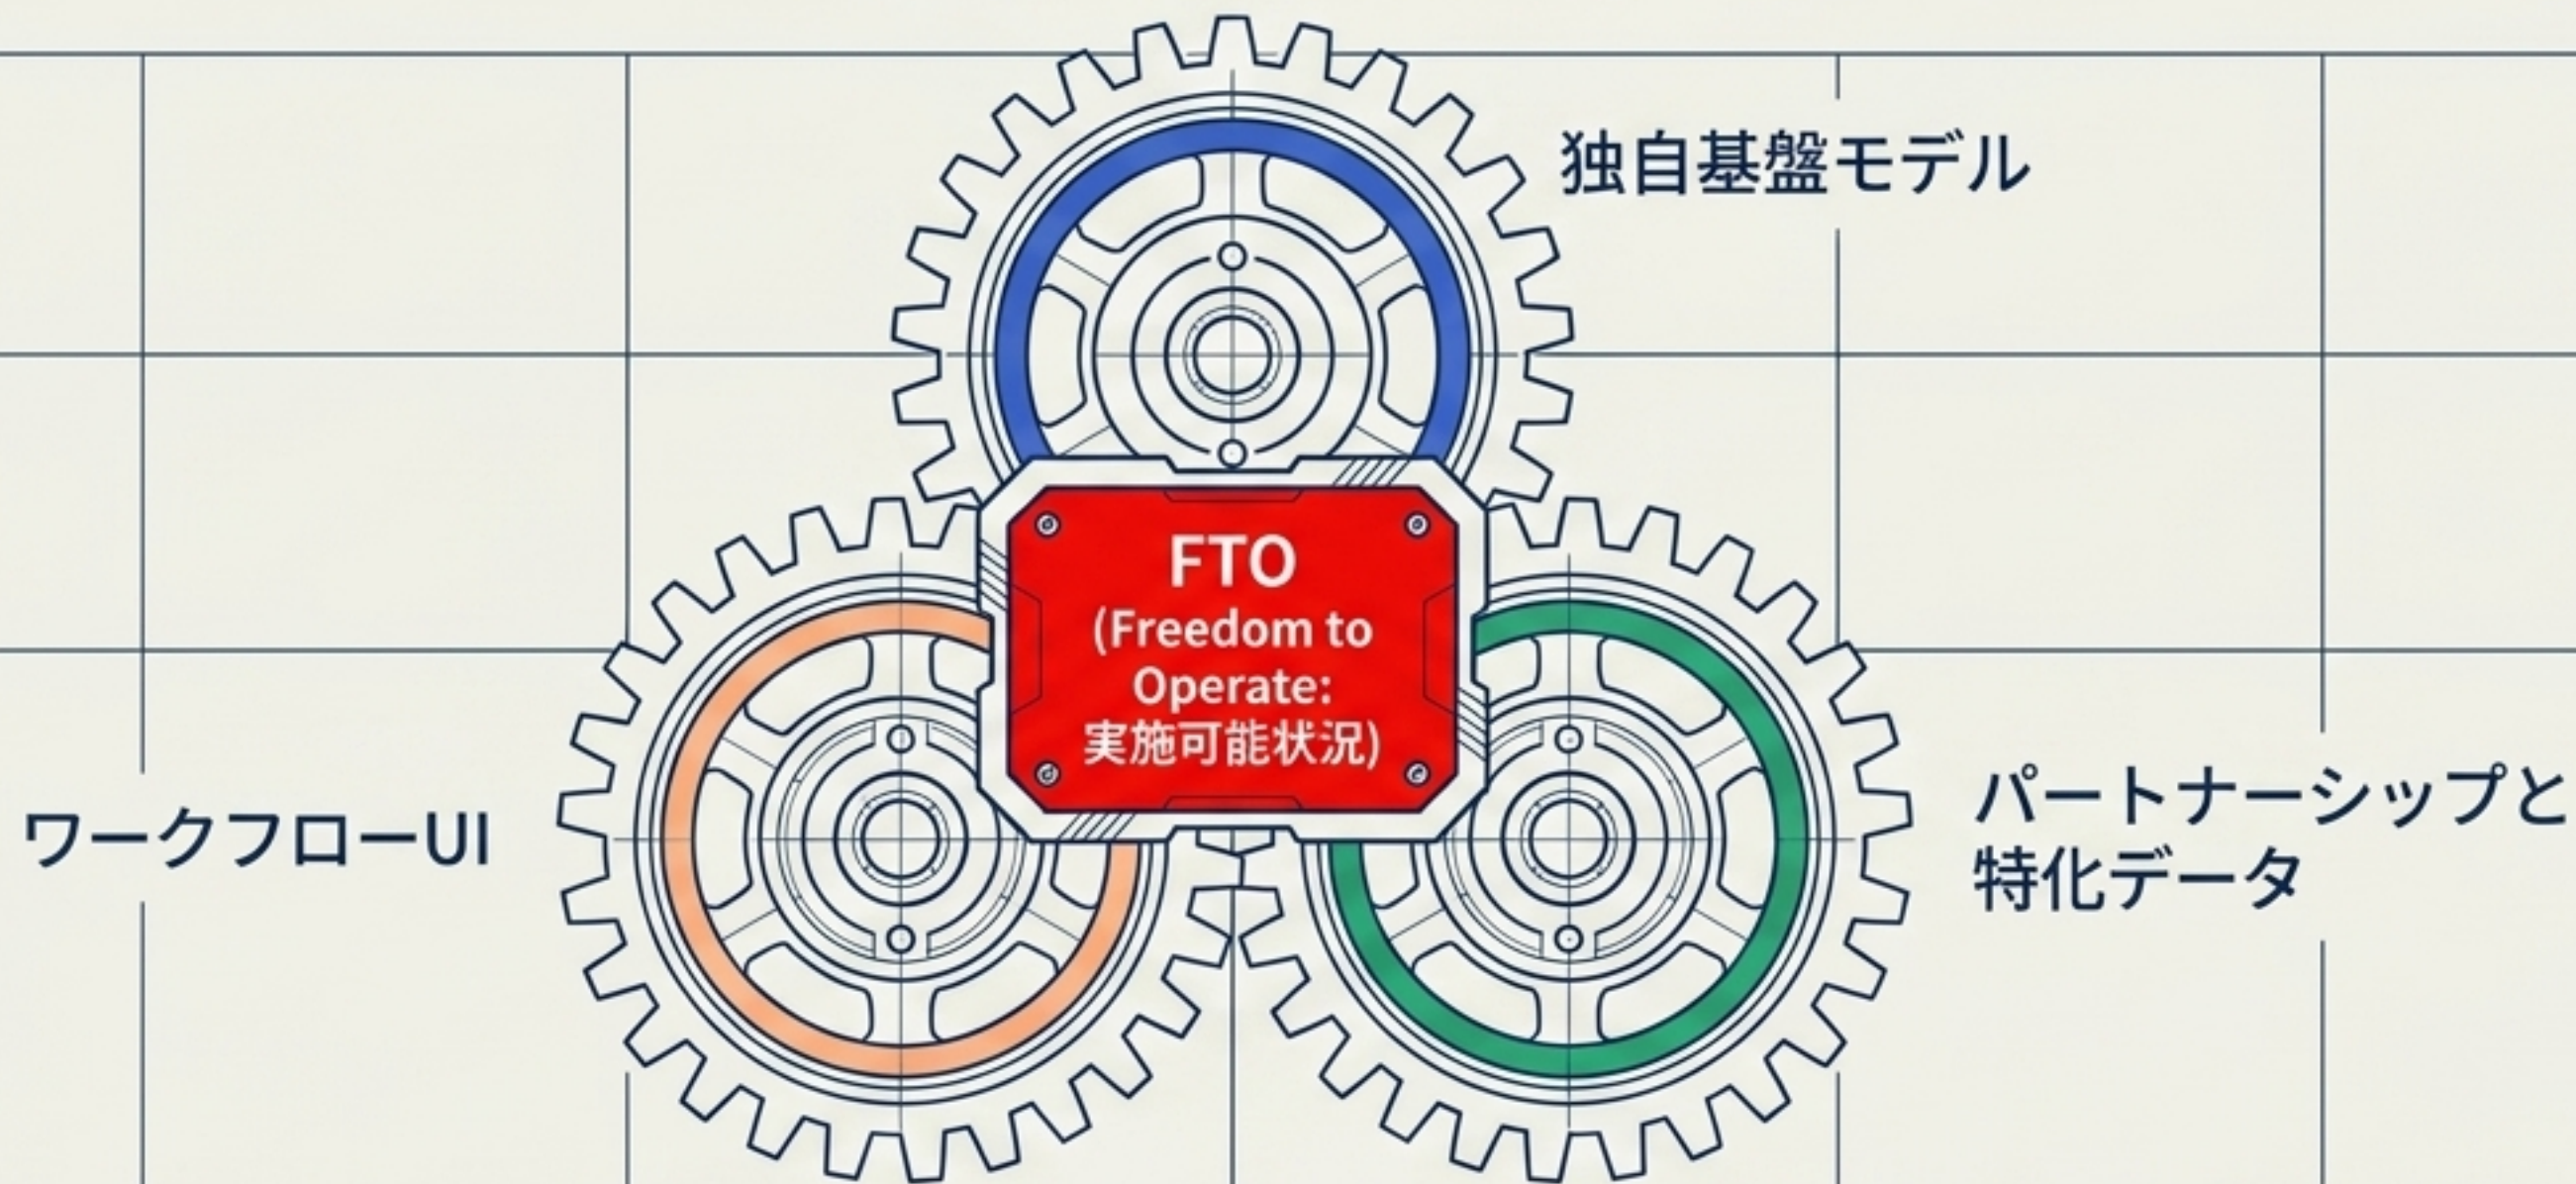 独自基盤モデル
FTO
(Freedom to
Operate:
実施可能状況)
ワークフローUI
パートナーシップと
特化データ